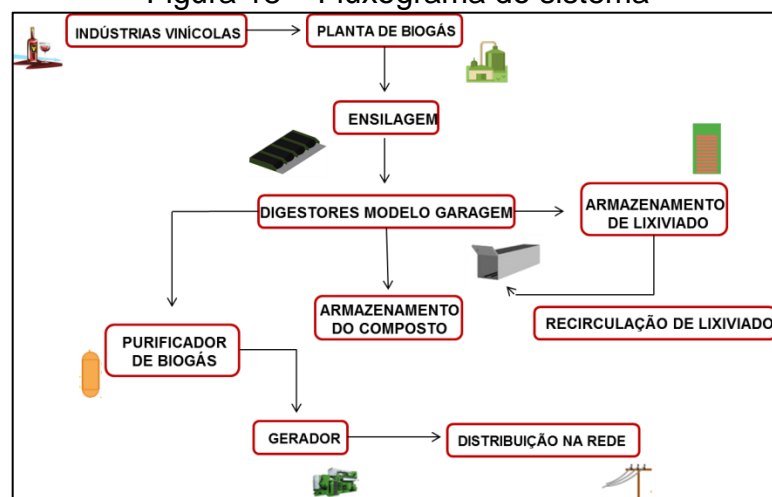 Figura 18 – Fluxograma do sistema
INDÚSTRIAS VINÍCOLAS
PLANTA DE BIOGÁS
ENSILAGEM
DIGESTORES MODELO GARAGEM
ARMAZENAMENTO
DE LIXIVIADO
ARMAZENAMENTO
DO COMPOSTO
RECIRCULAÇÃO DE LIXIVIADO
PURIFICADOR
DE BIOGÁS
GERADOR
DISTRIBUIÇÃO NA REDE